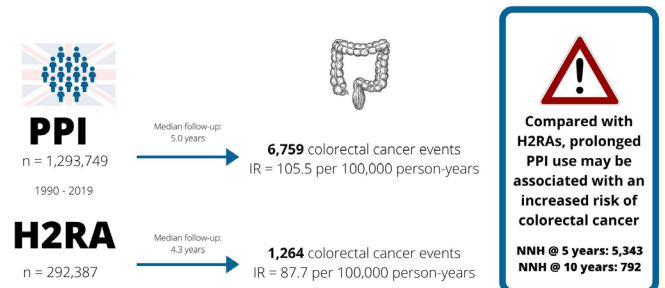 PPI
n = 1,293,749
1990 - 2019
Median follow-up:
5.0 years
6,759 colorectal cancer events
IR = 105.5 per 100,000 person-years
H2RA
n = 292,387
Median follow-up:
4.3 years
1,264 colorectal cancer events
IR = 87.7 per 100,000 person-years
Compared with
H2RAs, prolonged
PPI use may be
associated with an
increased risk of
colorectal cancer
NNH @ 5 years: 5,343
NNH @ 10 years: 792